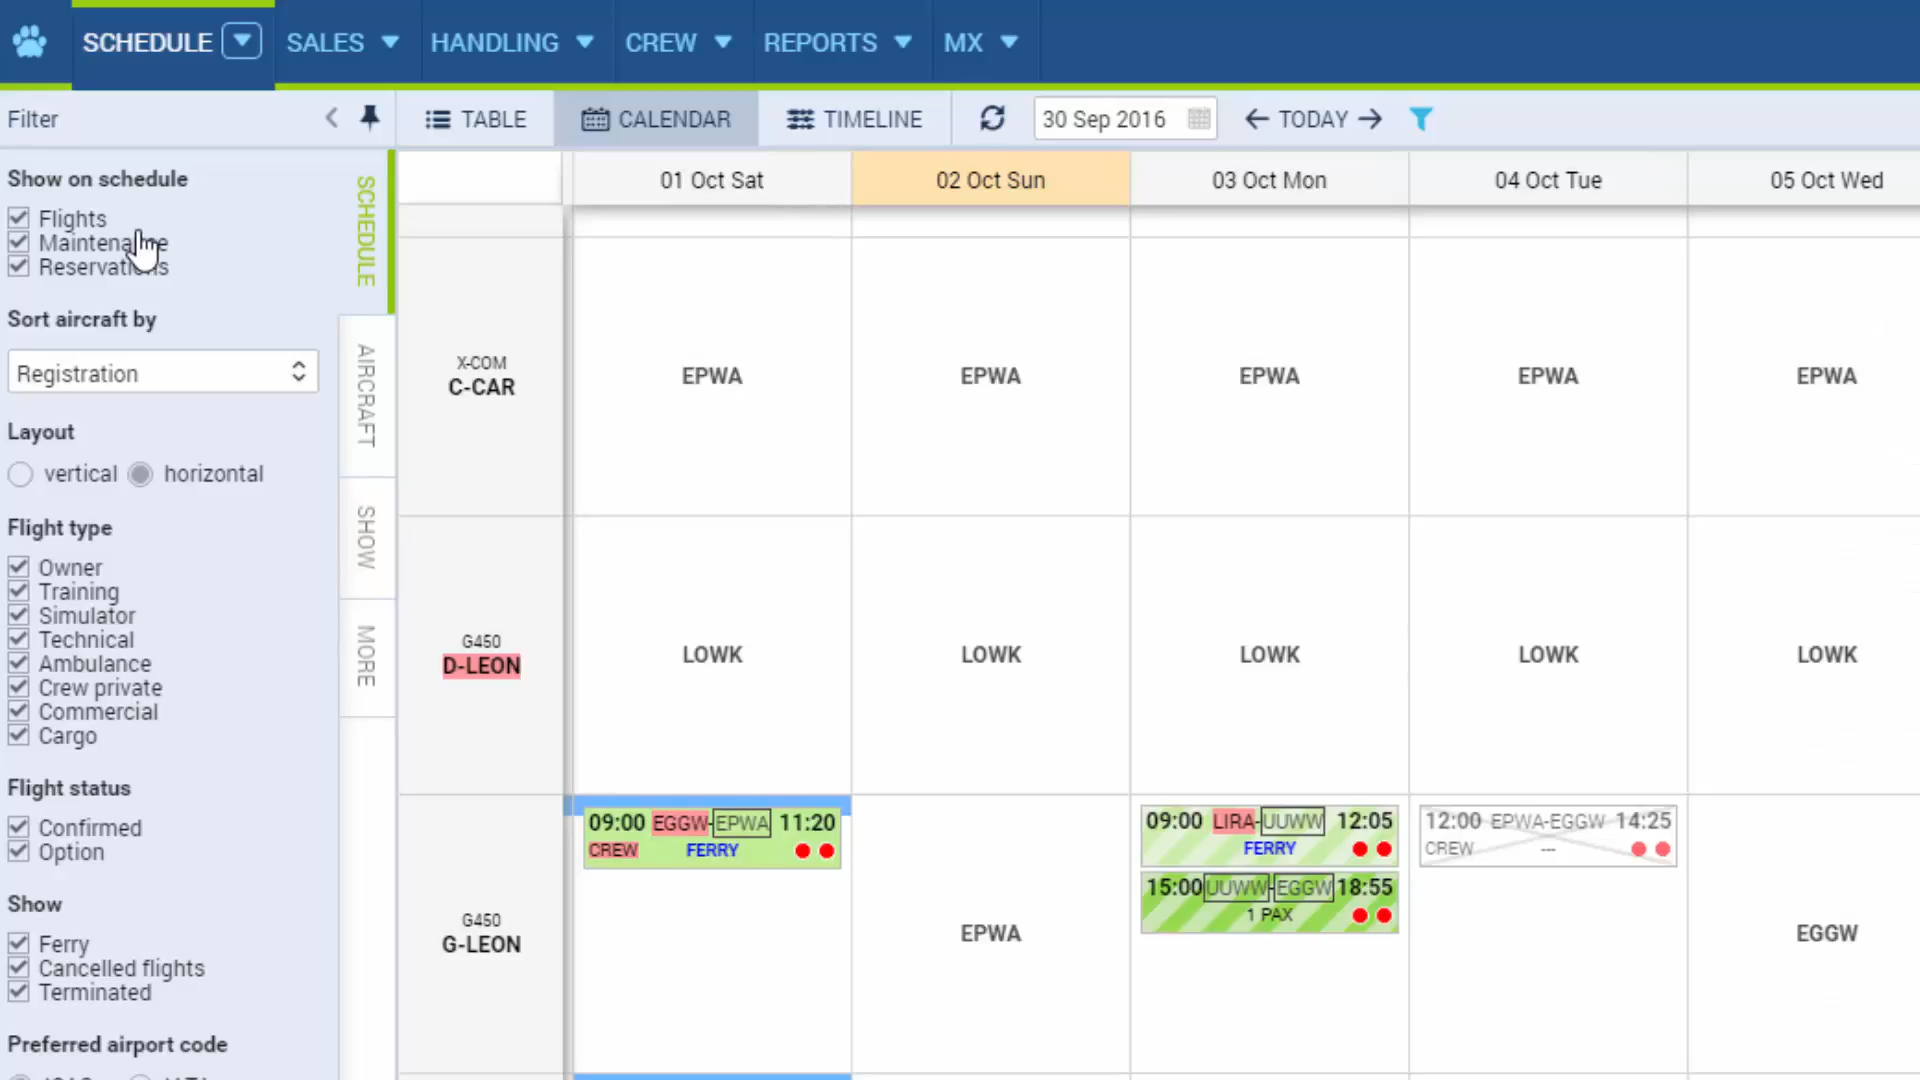 SCHEDULE SALES HANDLING CREW REPORTS MX
Filter
TABLE CALENDAR TIMELINE 30 Sep 2016 TODAY
Show on schedule
Flights
Maintenance
Reservations
Sort aircraft by
Registration
Layout
vertical horizontal
Flight type
Owner
Training
Simulator
Technical
Ambulance
Crew private
Commercial
Cargo
Flight status
Confirmed
Option
Show
Ferry
Cancelled flights
Terminated
Preferred airport code
SCHEDULE
AIRCRAFT
SHOW
MORE
01 Oct Sat 02 Oct Sun 03 Oct Mon 04 Oct Tue 05 Oct Wed
X-COM
C-CAR
EPWA EPWA EPWA EPWA EPWA
G450
D-LEON
LOWK LOWK LOWK LOWK LOWK
G450
G-LEON
09:00 EGGW-EPWA 11:20
CREW FERRY
EPWA
09:00 LIRA-UUWW 12:05
FERRY
15:00 UUWW-EGGW 18:55
1 PAX
12:00 EPWA-EGGW 14:25
CREW ---
EGGW